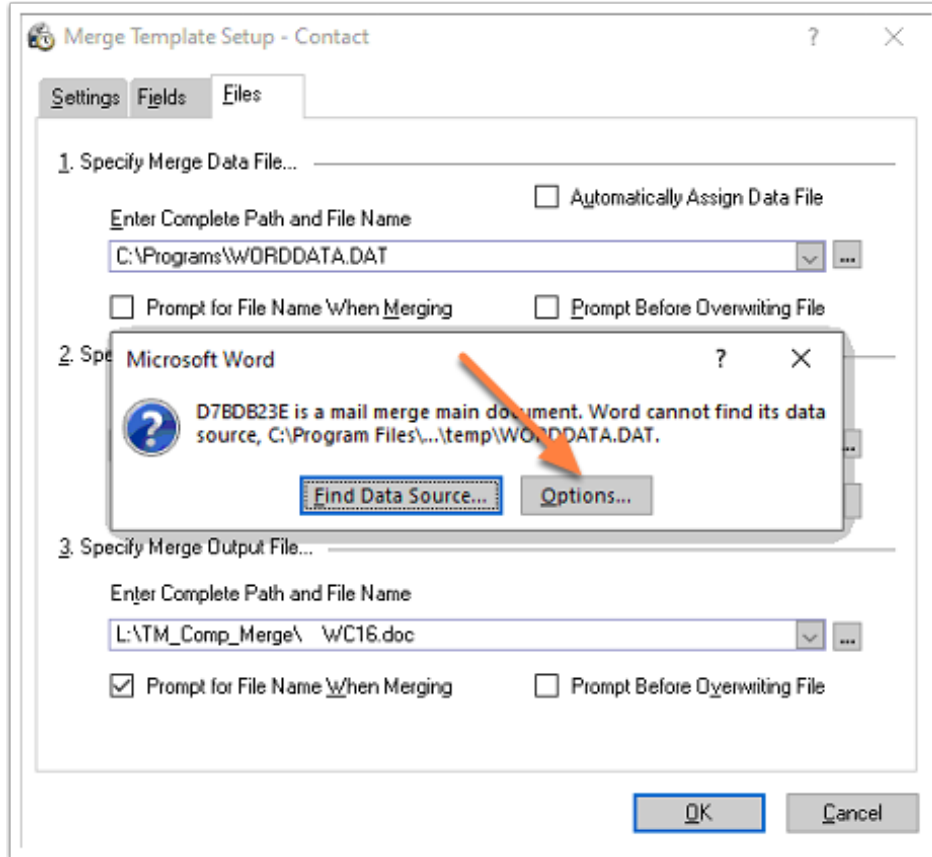 Merge Template Setup - Contact
Settings Fields Files
1. Specify Merge Data File...
Automatically Assign Data File
Enter Complete Path and File Name
C:\Programs\WORDDATA.DAT
...
Prompt for File Name When Merging
Prompt Before Overwriting File
2. Spe
Microsoft Word
D7BDB23E is a mail merge main document. Word cannot find its data
source, C:\Program Files\...\temp\WORDDATA.DAT.
Find Data Source... Options...
3. Specify Merge Output File...
Enter Complete Path and File Name
L:\TM_Comp_Merge\ WC16.doc
...
Prompt for File Name When Merging
Prompt Before Overwriting File
OK Cancel